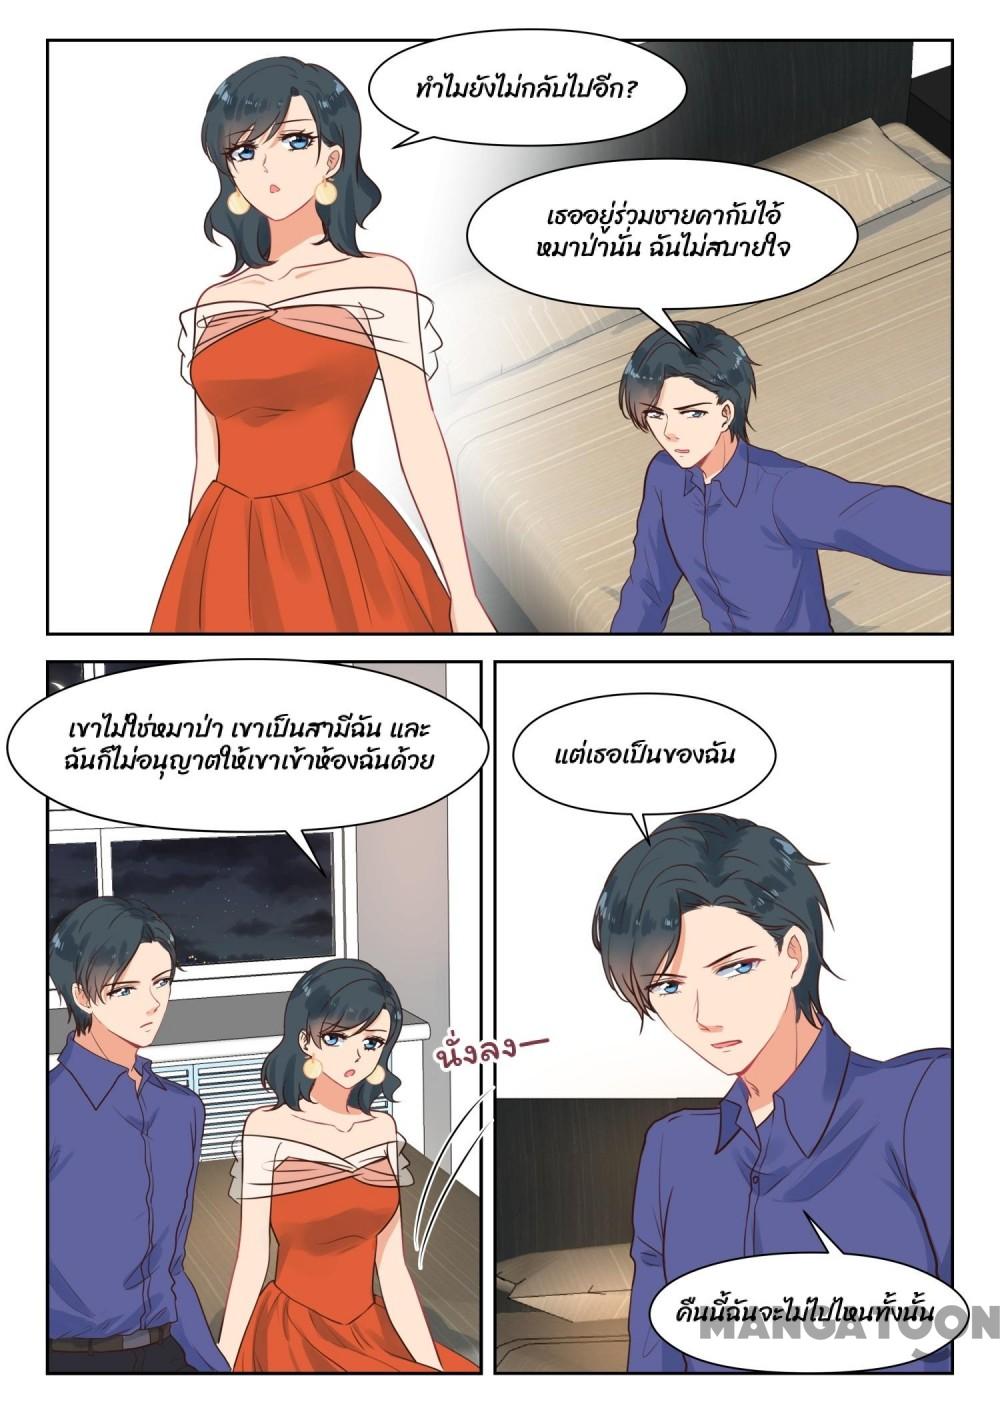 ทำไมยังไม่กลับไปอีก?
เธออยู่ร่วมชายคากับไอ้
หมาป่านั่น ฉันไม่สบายใจ
เขาไม่ใช่หมาป่า เขาเป็นสามีฉัน และ
ฉันก็ไม่อนุญาตให้เขาเข้าห้องฉันด้วย
นั่งลง—
แต่เธอเป็นของฉัน
คืนนี้ฉันจะไม่ไปไหนทั้งนั้น
MANGATOON